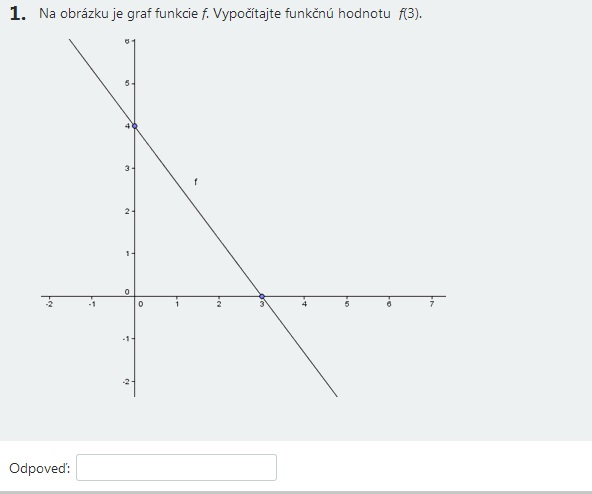 1. Na obrázku je graf funkcie f. Vypočítajte funkčnú hodnotu f(3).
6
5
4
3
f
2
1
0
-2 -1 0 1 2 3 4 5 6 7
-1
-2
Odpoveď: